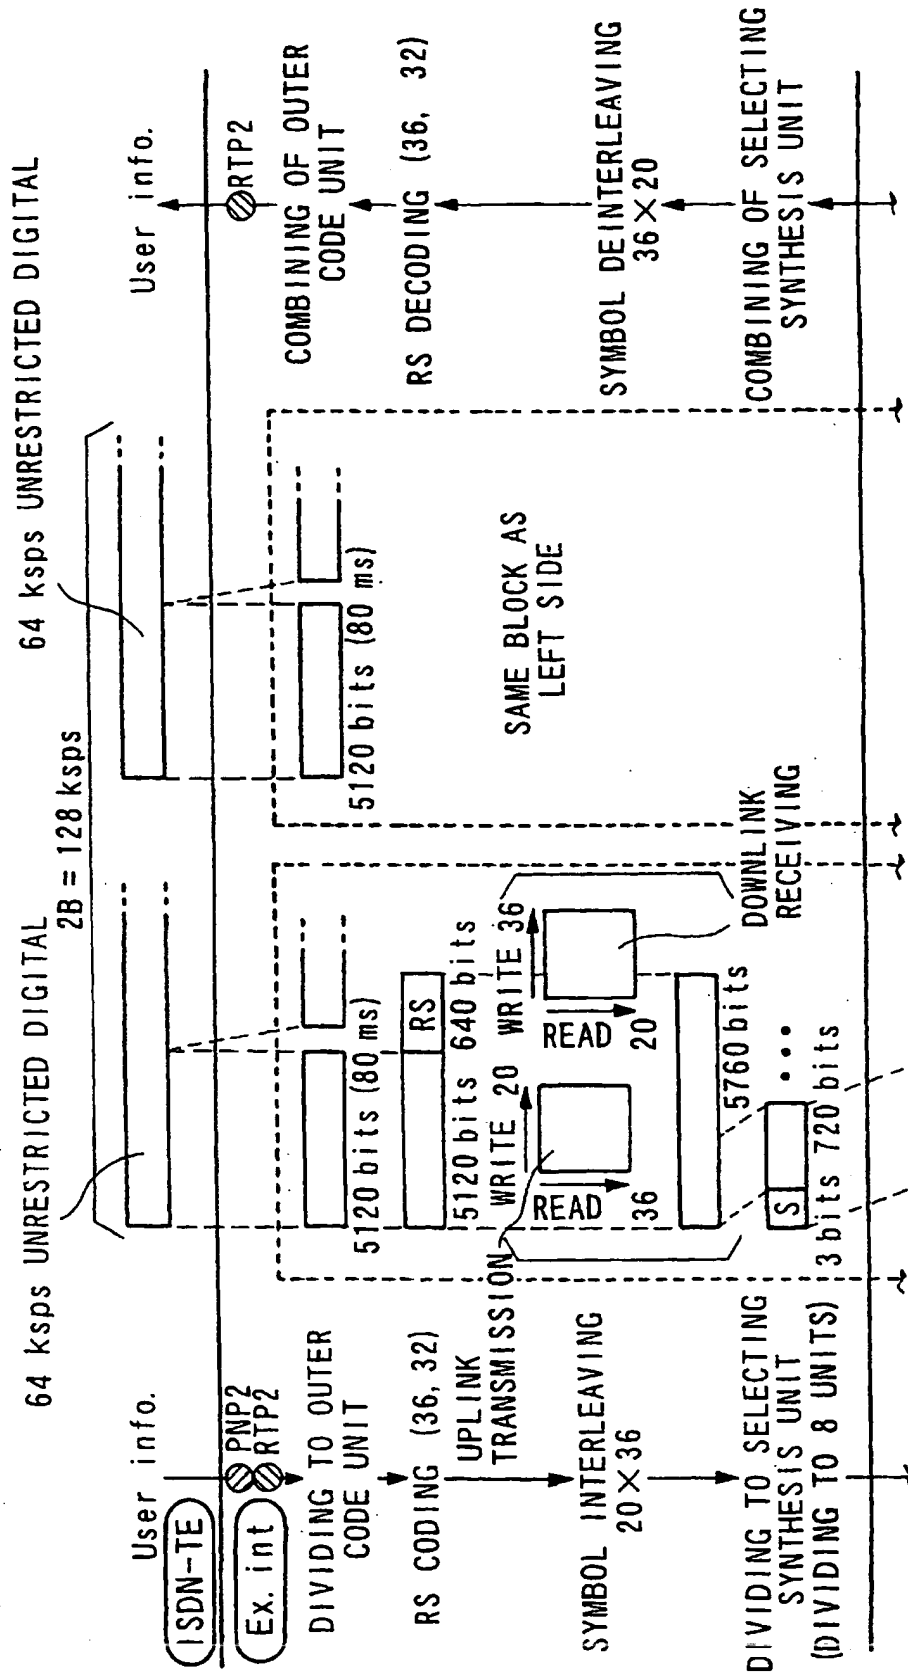 64 ksps UNRESTRICTED DIGITAL
64 ksps UNRESTRICTED DIGITAL
2B = 128 ksps
User info.
User info.
ISDN-TE
Ex. int
PNP2
RTP2
RTP2
DIVIDING TO OUTER
CODE UNIT
5120 bits (80 ms)
5120 bits (80 ms)
COMBINING OF OUTER
CODE UNIT
RS CODING (36,32)
RS
5120 bits
640 bits
RS DECODING (36, 32)
UPLINK
TRANSMISSION
WRITE 20
READ
36
WRITE 36
READ
20
SAME BLOCK AS
LEFT SIDE
SYMBOL INTERLEAVING
20×36
SYMBOL DEINTERLEAVING
36×20
5760 bits
DOWNLINK
RECEIVING
DIVIDING TO SELECTING
SYNTHESIS UNIT
(DIVIDING TO 8 UNITS)
S
3 bits
720 bits
COMBINING OF SELECTING
SYNTHESIS UNIT